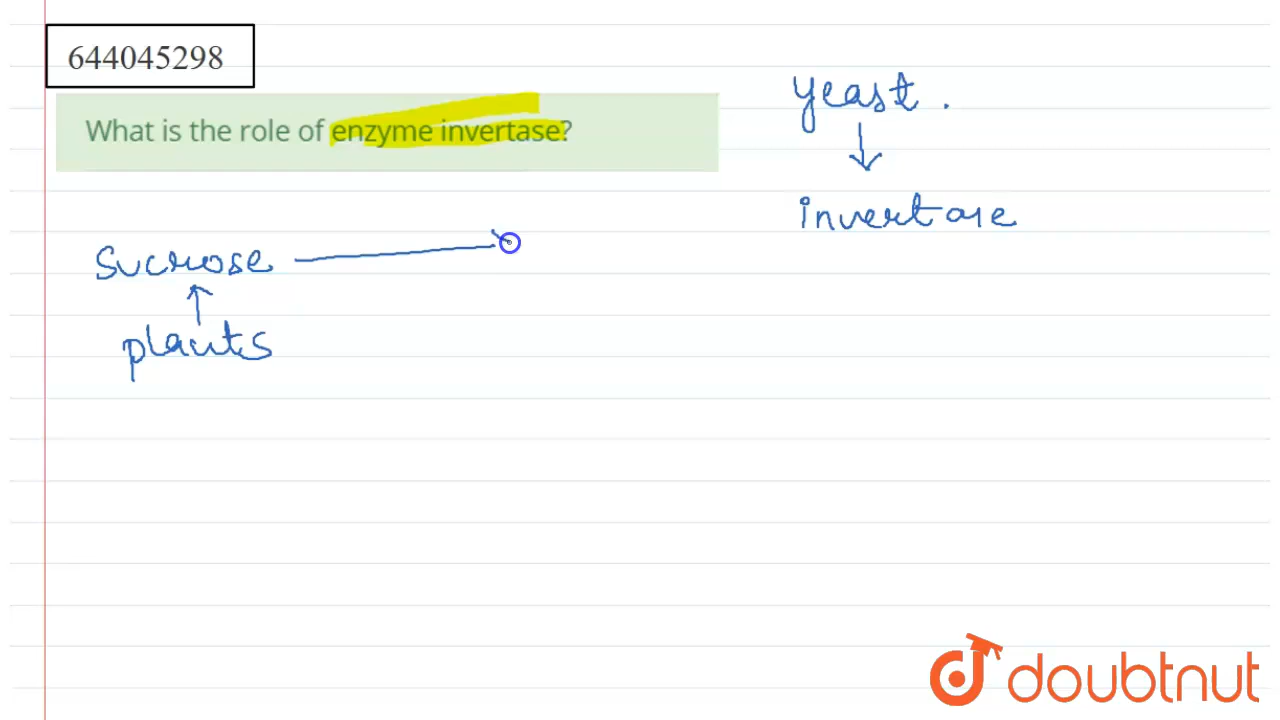 644045298
What is the role of enzyme invertase?
yeast.
invertase
Sucrose
plants
doubtnut